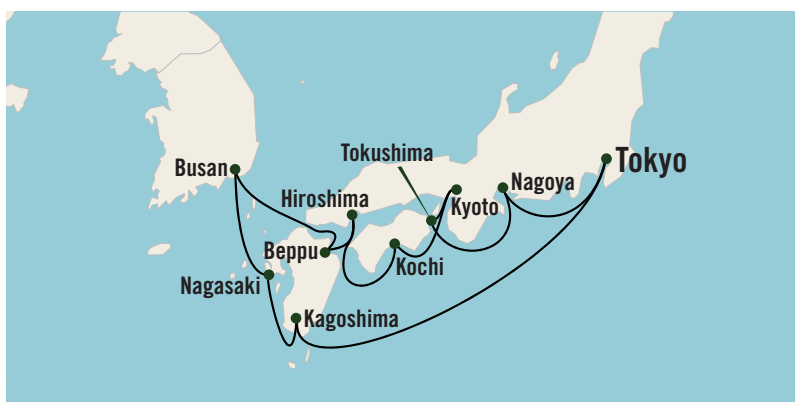 Tokushima
Tokyo
Busan
Nagoya
Hiroshima
Kyoto
Beppu
Kochi
Nagasaki
Kagoshima